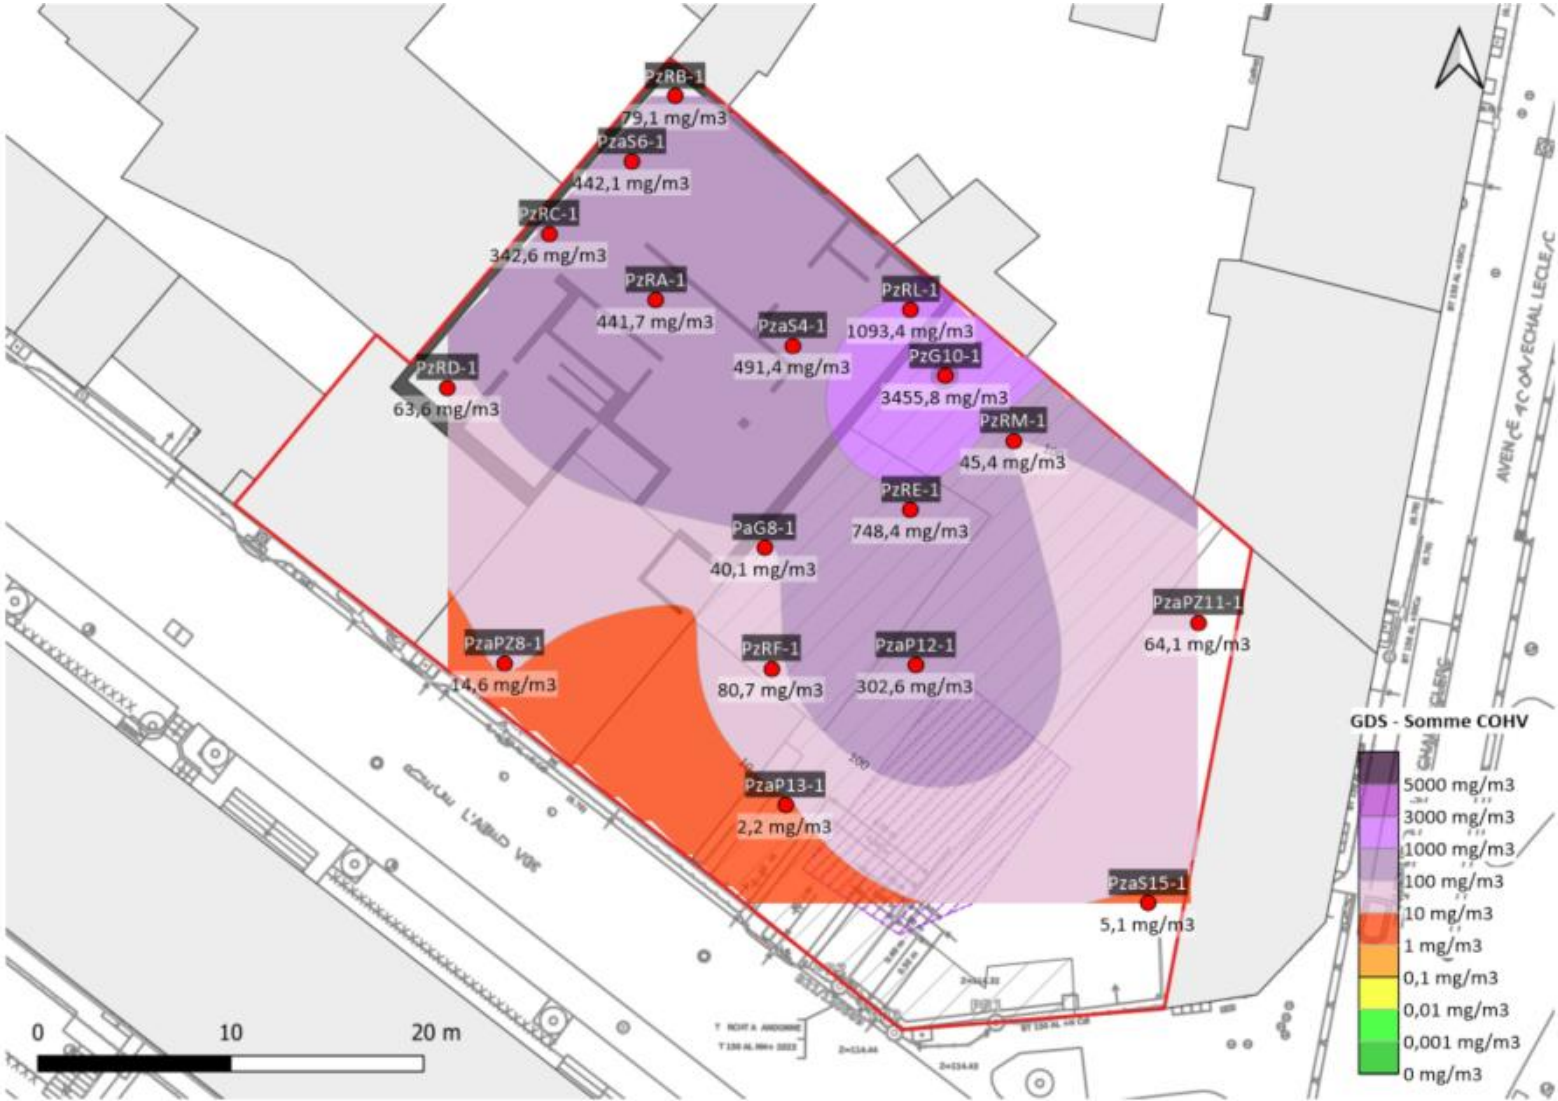 PzRB-1
79,1 mg/m3
PzaS6-1
442,1 mg/m3
PzRC-1
342,6 mg/m3
PzRA-1
441,7 mg/m3
PzRL-1
1093,4 mg/m3
PzaS4-1
491,4 mg/m3
PzG10-1
3455,8 mg/m3
PzRD-1
63,6 mg/m3
PzRM-1
45,4 mg/m3
PzRE-1
748,4 mg/m3
PaG8-1
40,1 mg/m3
PzaPZ11-1
64,1 mg/m3
PzaPZ8-1
14,6 mg/m3
PzRF-1
80,7 mg/m3
PzaP12-1
302,6 mg/m3
100
PzaP13-1
2,2 mg/m3
PzaS15-1
5,1 mg/m3
GDS - Somme COHV
5000 mg/m3
3000 mg/m3
1000 mg/m3
100 mg/m3
10 mg/m3
1 mg/m3
0,1 mg/m3
0,01 mg/m3
0,001 mg/m3
0 mg/m3
0 10 20 m